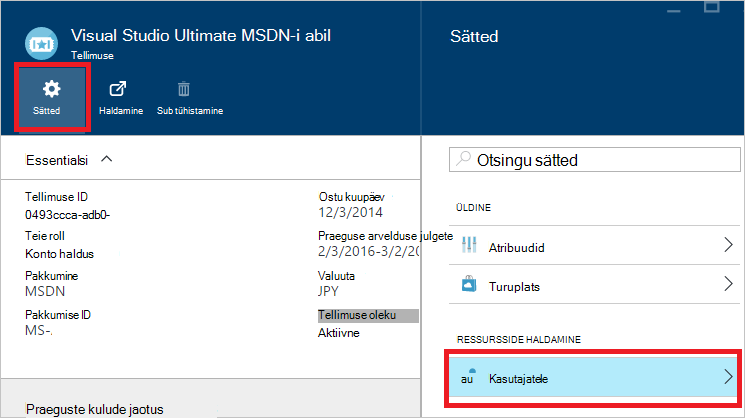 Visual Studio Ultimate MSDN-i abil
Tellimuse
Sätted
Haldamine
Sub tühistamine
Essentialsi
Tellimuse ID
0493ccca-adb0-
Teie roll
Konto haldus
Pakkumine
MSDN
Pakkumise ID
MS-.
Ostu kuupäev
12/3/2014
Praeguse arvelduse julgete
2/3/2016-3/2/20
Valuuta
JPY
Tellimuse oleku
Aktiivne
Praeguste kulude jaotus
Sätted
Otsingu sätted
ÜLDINE
Atribuudid
Turuplats
RESSURSSIDE HALDAMINE
au
Kasutajatele